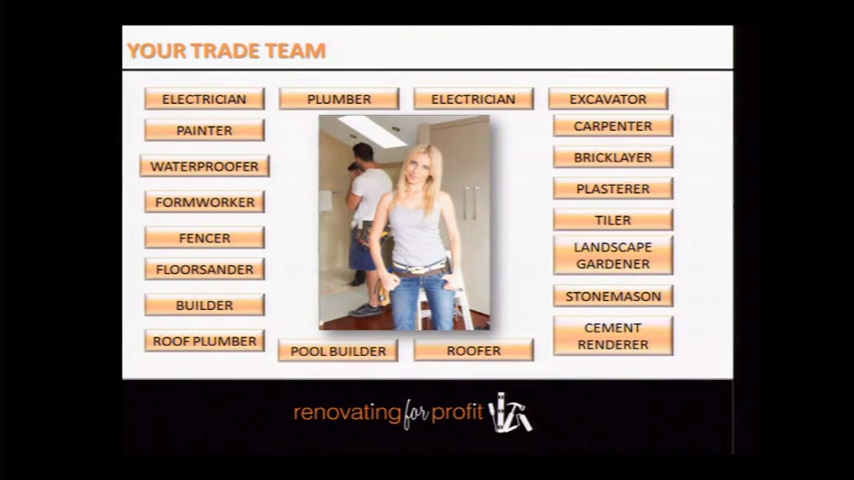 YOUR TRADE TEAM
ELECTRICIAN
PLUMBER
ELECTRICIAN
EXCAVATOR
PAINTER
CARPENTER
WATERPROOFER
BRICKLAYER
FORMWORKER
PLASTERER
FENCER
TILER
FLOORSANDER
LANDSCAPE
GARDENER
BUILDER
STONEMASON
ROOF PLUMBER
CEMENT
RENDERER
POOL BUILDER
ROOFER
renovating for profit